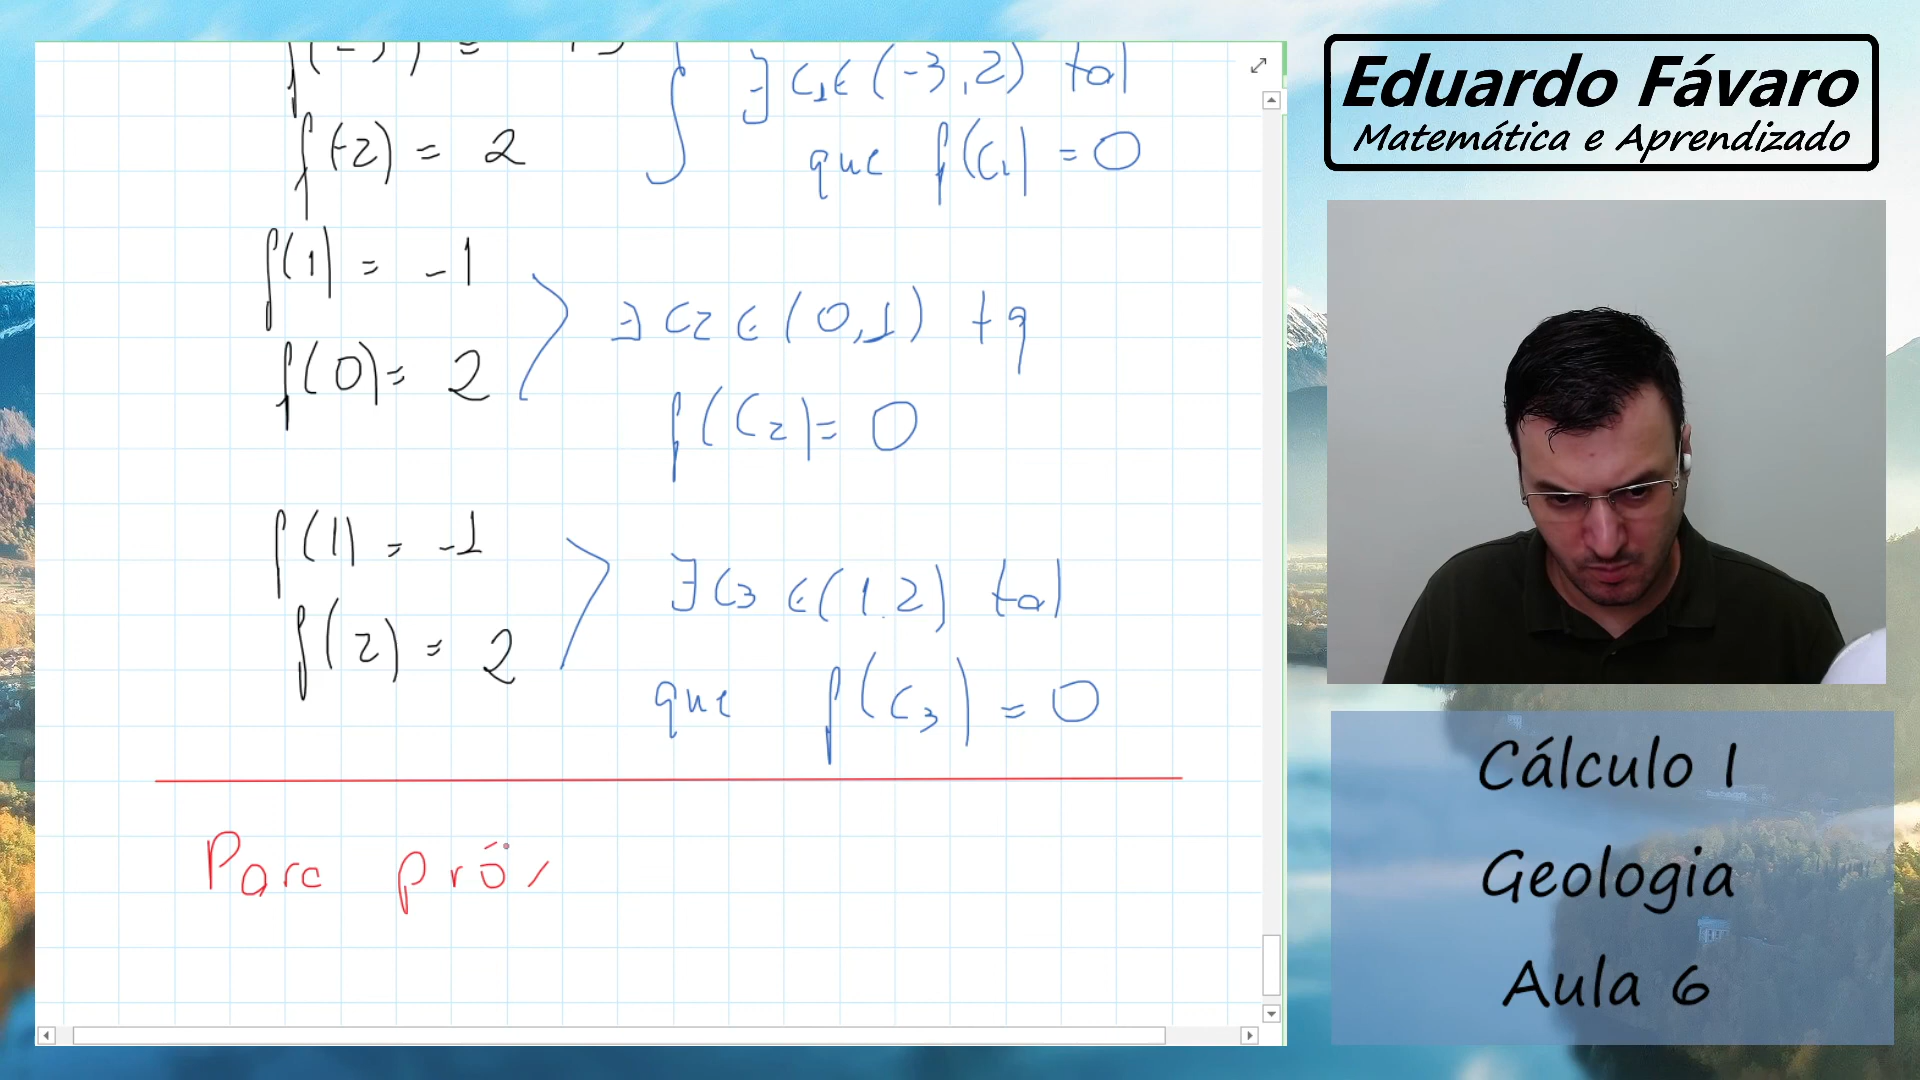 ∃ c₁ ∈ (-3, 2) tal
f(-2) = 2
que f(c₁) = 0
f(1) = -1
∃ c₂ ∈ (0,1) tq
f(0) = 2
f(c₂) = 0
f(1) = -1
∃ c₃ ∈ (1.2) tal
f(2) = 2
que f(c₃) = 0
Para pró
Eduardo Fávaro
Matemática e Aprendizado
Cálculo I
Geologia
Aula 6